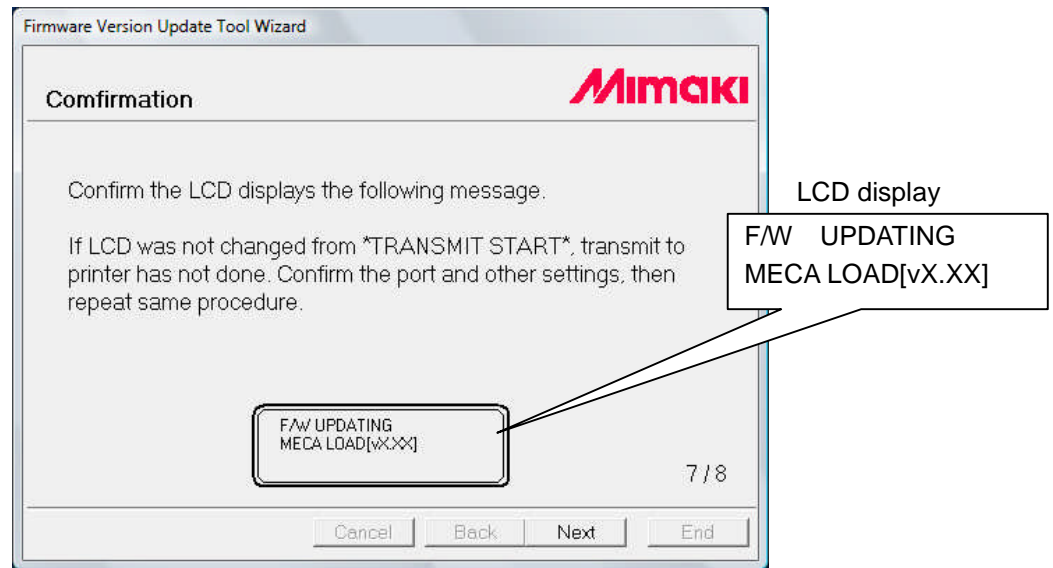 Firmware Version Update Tool Wizard
Comfirmation
Mimaki
Confirm the LCD displays the following message.
If LCD was not changed from *TRANSMIT START*, transmit to
printer has not done. Confirm the port and other settings, then
repeat same procedure.
LCD display
F/W UPDATING
MECA LOAD[vX.XX]
F/W UPDATING
MECA LOAD[vX.XX]
7/8
Cancel Back Next End